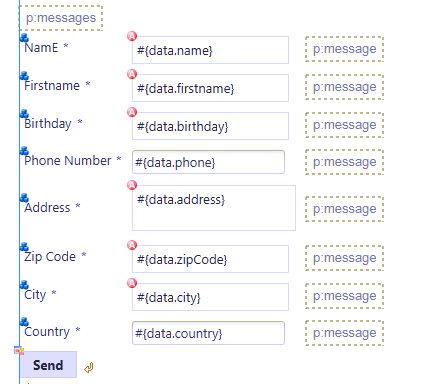 p:messages
NamE * #{data.name} p:message
Firstname * #{data.firstname} p:message
Birthday * #{data.birthday} p:message
Phone Number * #{data.phone} p:message
Address * #{data.address} p:message
Zip Code * #{data.zipCode} p:message
City * #{data.city} p:message
Country * #{data.country} p:message
Send